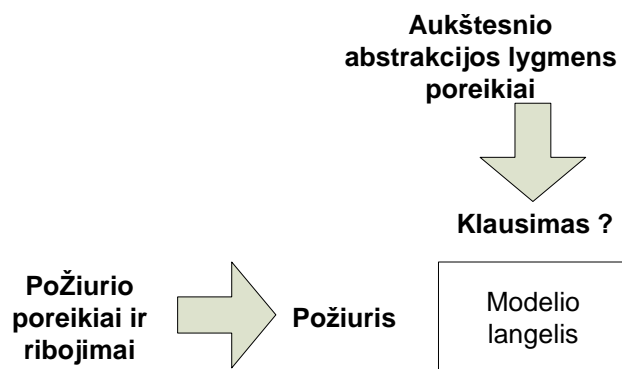 Aukštesnio
abstrakcijos lygmens
poreikiai
Klausimas ?
PoŽiurio
poreikiai ir
ribojimai
Požiuris
Modelio
langelis